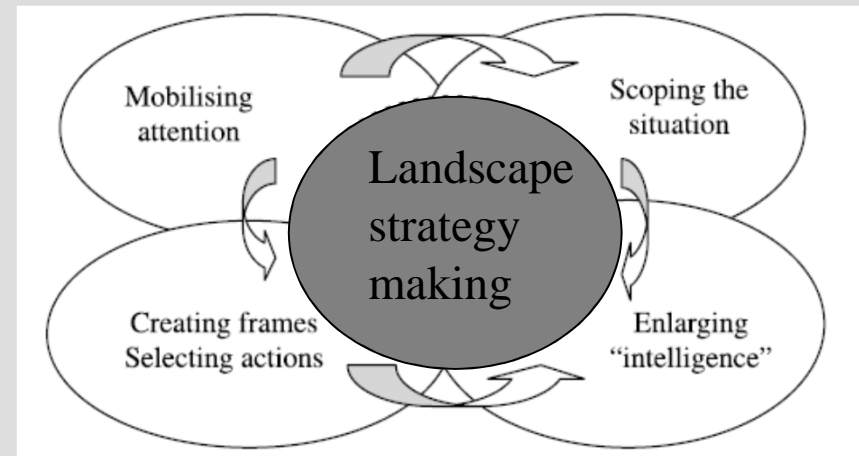 Mobilising
attention
Scoping the
situation
Landscape
strategy
making
Creating frames
Selecting actions
Enlarging
“intelligence”